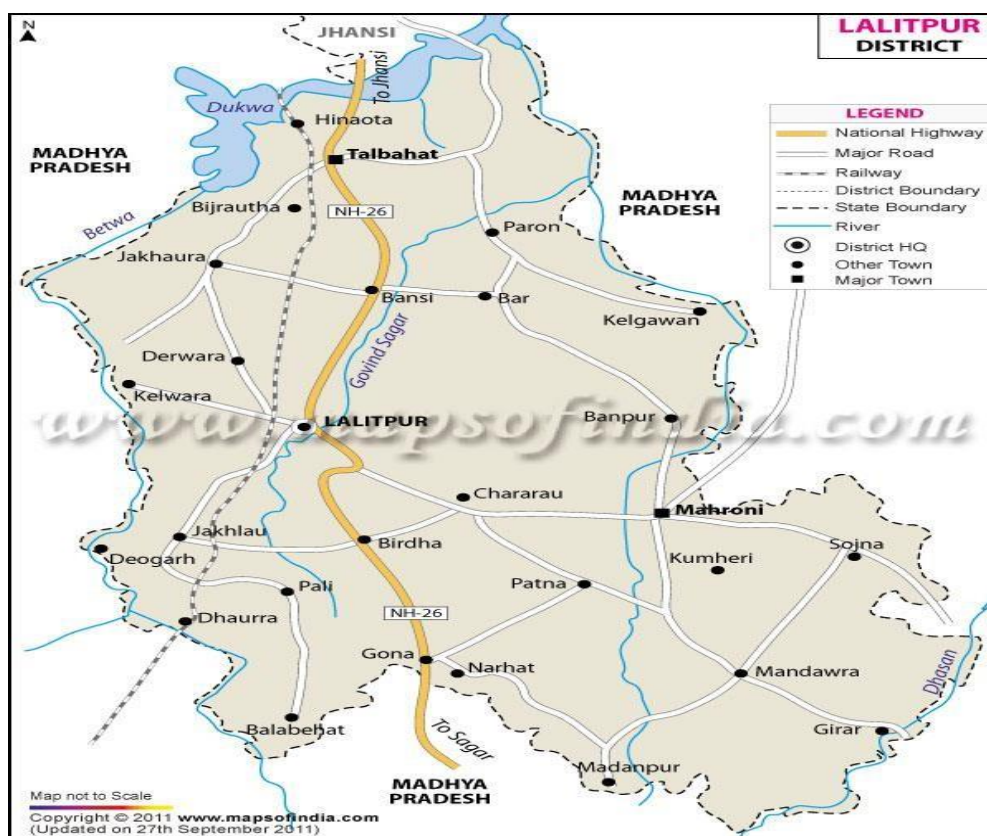 N
JHANSI
LALITPUR
DISTRICT
To Jhansi
Dukwa
Hinaota
LEGEND
National Highway
Major Road
Railway
District Boundary
State Boundary
River
District HQ
Other Town
Major Town
MADHYA
PRADESH
Talbahat
MADHYA
PRADESH
Bijrautha
NH-26
Betwa
Paron
Jakhaura
Bansi
Bar
Kelgawan
Govind Sagar
Derwara
Kelwara
LALITPUR
Banpur
www.mapsofindia.com
Chararau
Mahroni
Jakhlau
Birdha
Deogarh
Kumheri
Sojna
Pali
Patna
NH-26
Dhaurra
Gona
Narhat
Mandawra
Dhasan
Balabehat
To Sagar
Girar
Madanpur
MADHYA
PRADESH
Map not to Scale
Copyright © 2011 www.mapsofindia.com
(Updated on 27th September 2011)